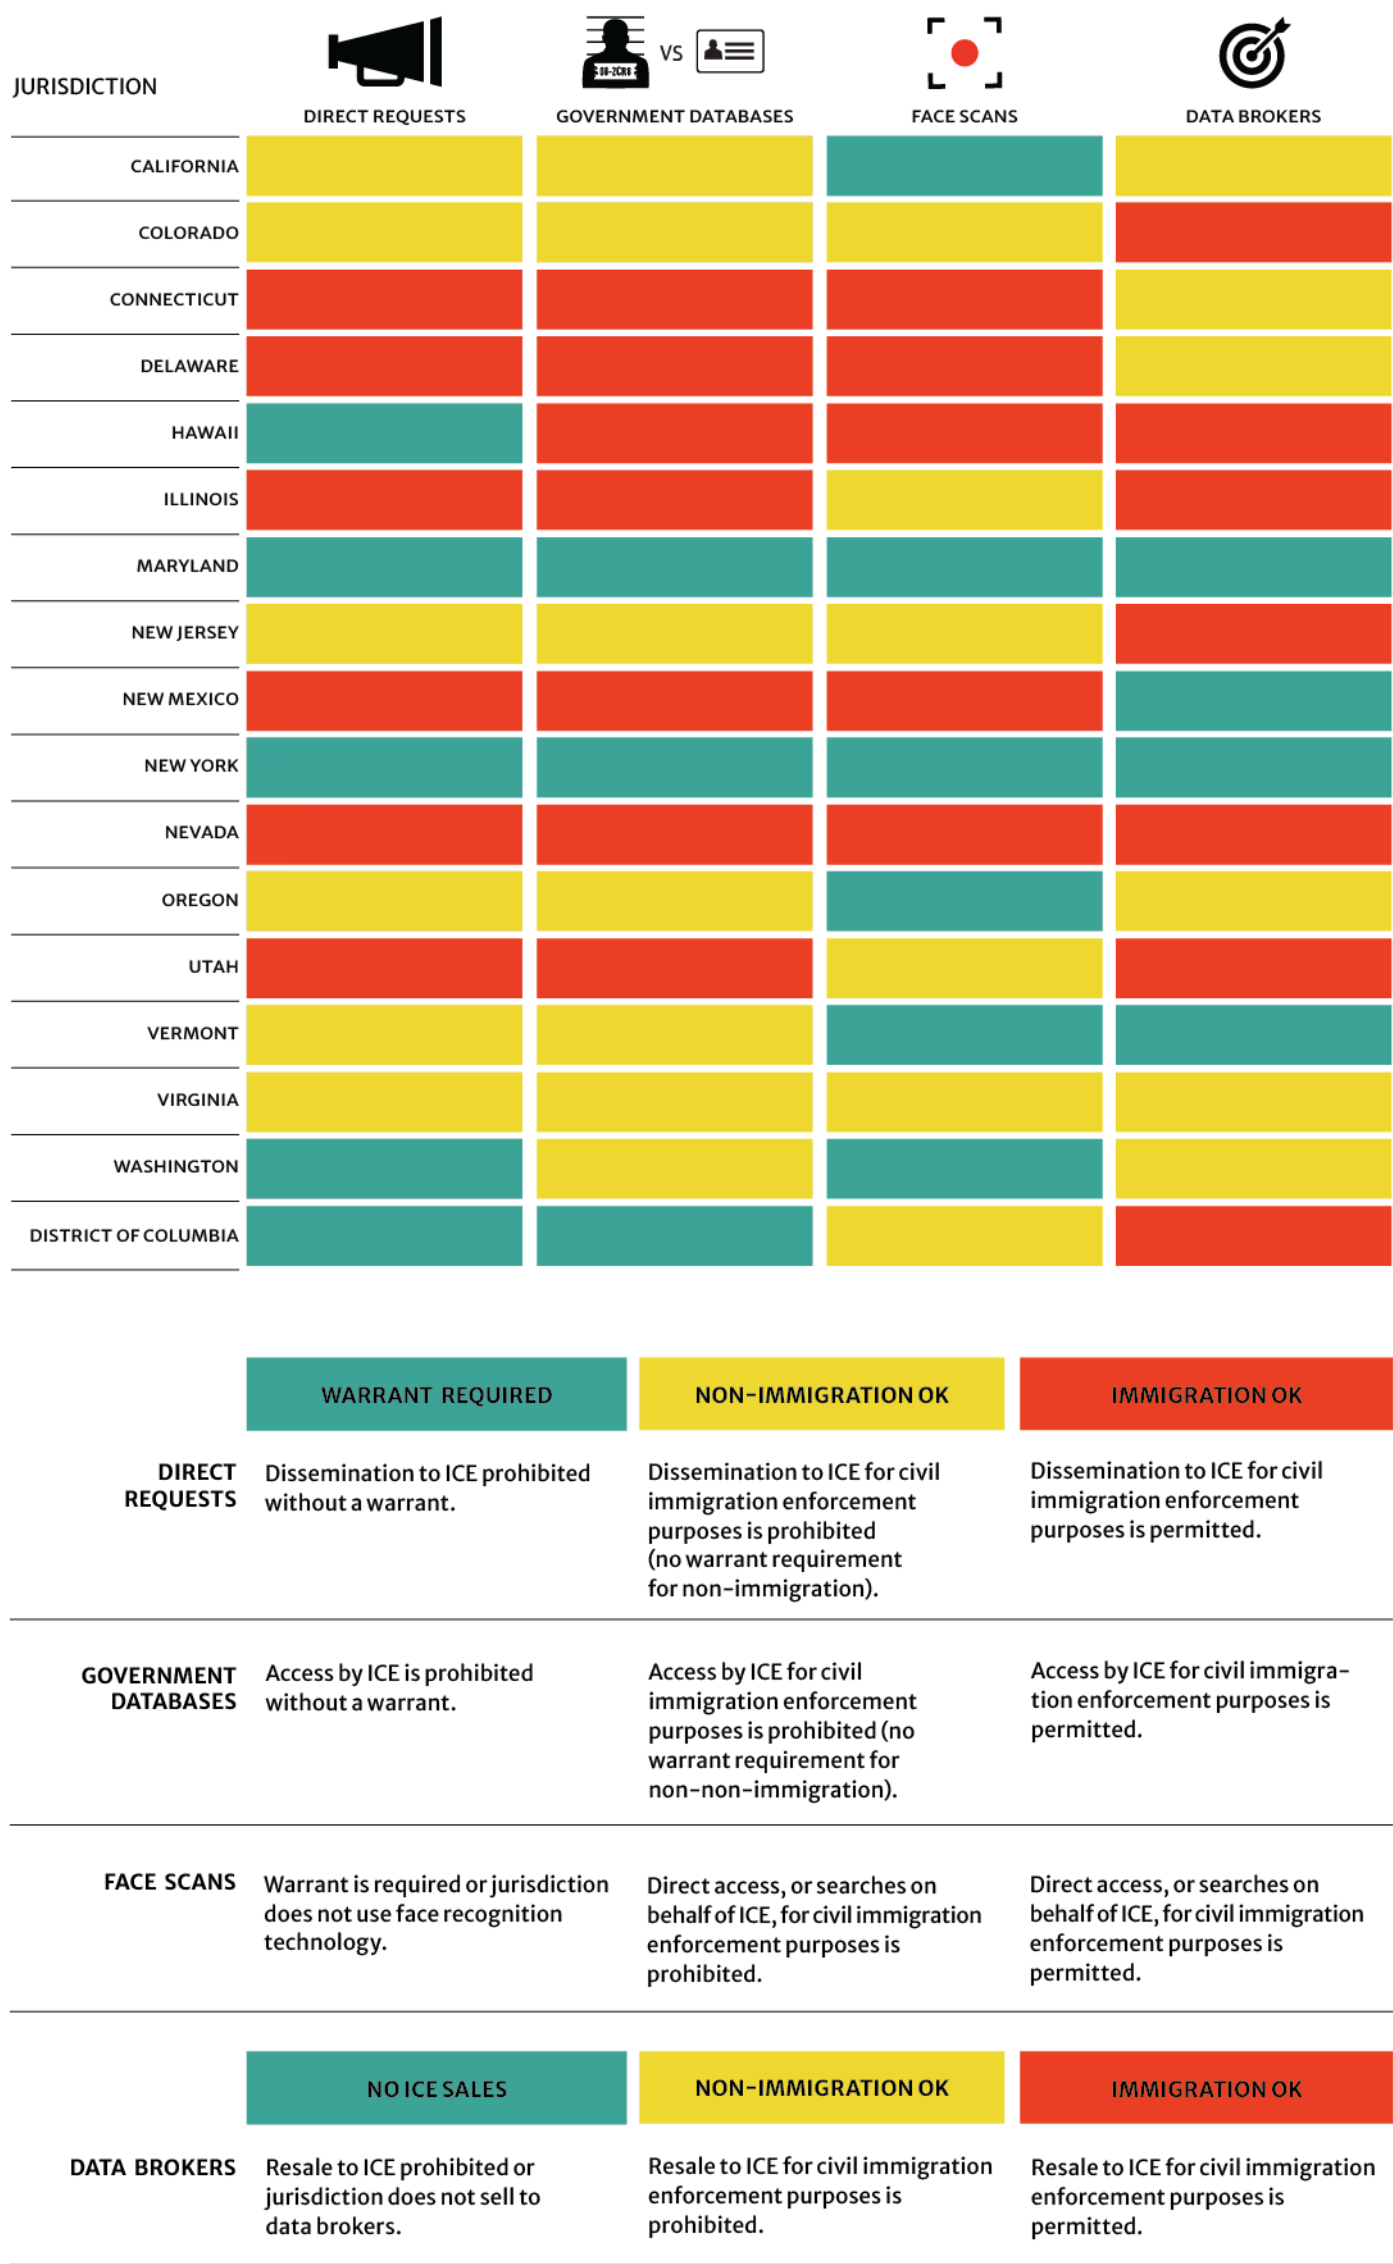 VS
08-2CR8
JURISDICTION
DIRECT REQUESTS
GOVERNMENT DATABASES
FACE SCANS
DATA BROKERS
CALIFORNIA
COLORADO
CONNECTICUT
DELAWARE
HAWAII
ILLINOIS
MARYLAND
NEW JERSEY
NEW MEXICO
NEW YORK
NEVADA
OREGON
UTAH
VERMONT
VIRGINIA
WASHINGTON
DISTRICT OF COLUMBIA
WARRANT REQUIRED
NON-IMMIGRATION OK
IMMIGRATION OK
DIRECT
REQUESTS
Dissemination to ICE prohibited
without a warrant.
Dissemination to ICE for civil
immigration enforcement
purposes is prohibited
(no warrant requirement
for non-immigration).
Dissemination to ICE for civil
immigration enforcement
purposes is permitted.
GOVERNMENT
DATABASES
Access by ICE is prohibited
without a warrant.
Access by ICE for civil
immigration enforcement
purposes is prohibited (no
warrant requirement for
non-non-immigration).
Access by ICE for civil immigra-
tion enforcement purposes is
permitted.
FACE SCANS
Warrant is required or jurisdiction
does not use face recognition
technology.
Direct access, or searches on
behalf of ICE, for civil immigration
enforcement purposes is
prohibited.
Direct access, or searches on
behalf of ICE, for civil immigration
enforcement purposes is
permitted.
NO ICE SALES
NON-IMMIGRATION OK
IMMIGRATION OK
DATA BROKERS
Resale to ICE prohibited or
jurisdiction does not sell to
data brokers.
Resale to ICE for civil immigration
enforcement purposes is
prohibited.
Resale to ICE for civil immigration
enforcement purposes is
permitted.